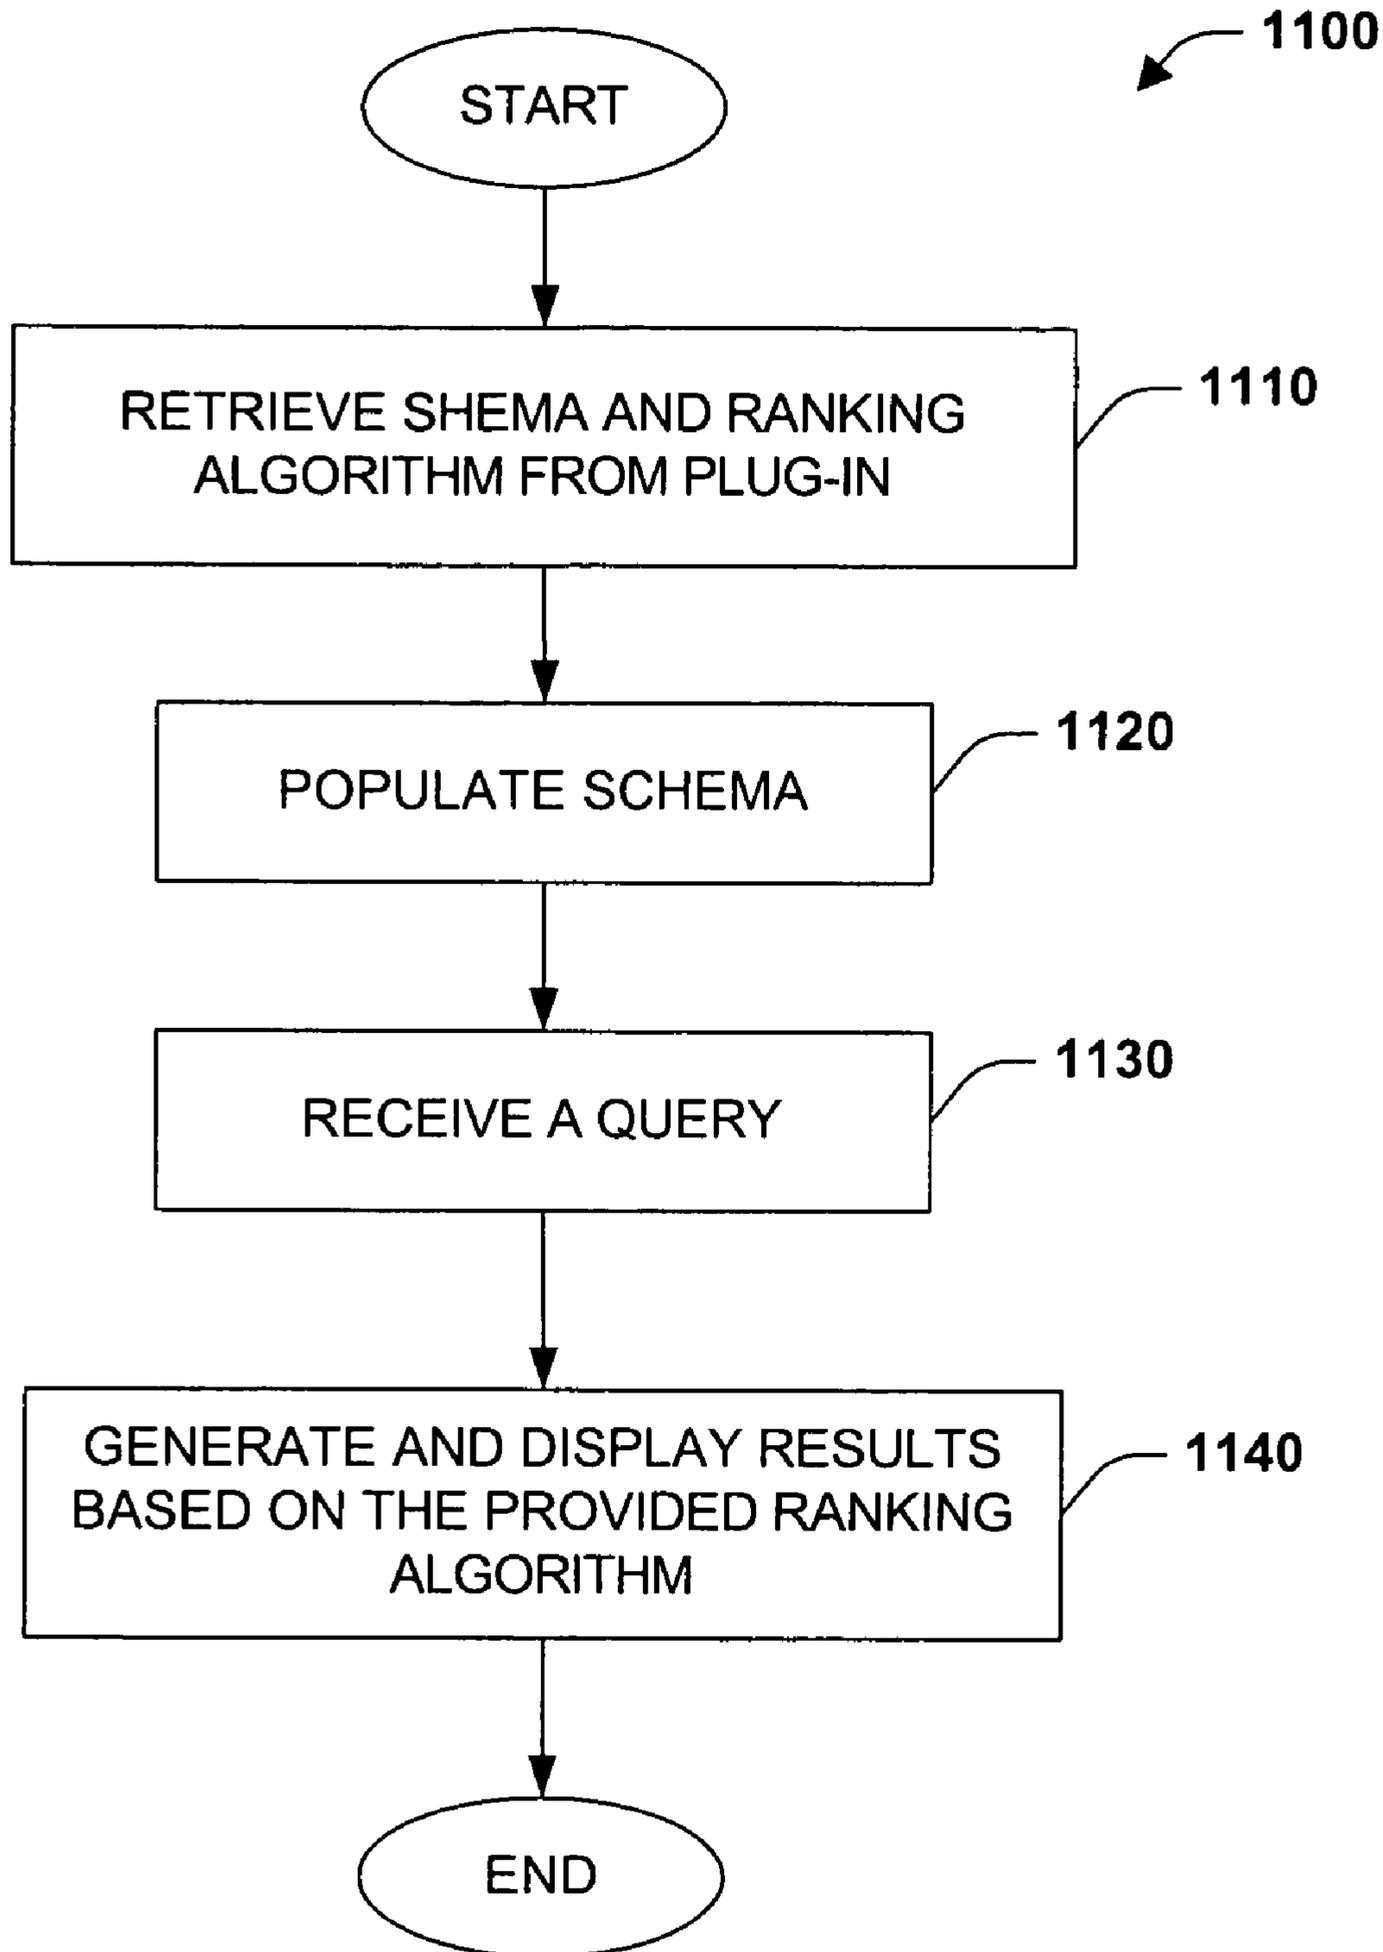 1100
START
RETRIEVE SHEMA AND RANKING
ALGORITHM FROM PLUG-IN
1110
POPULATE SCHEMA
1120
RECEIVE A QUERY
1130
GENERATE AND DISPLAY RESULTS
BASED ON THE PROVIDED RANKING
ALGORITHM
1140
END